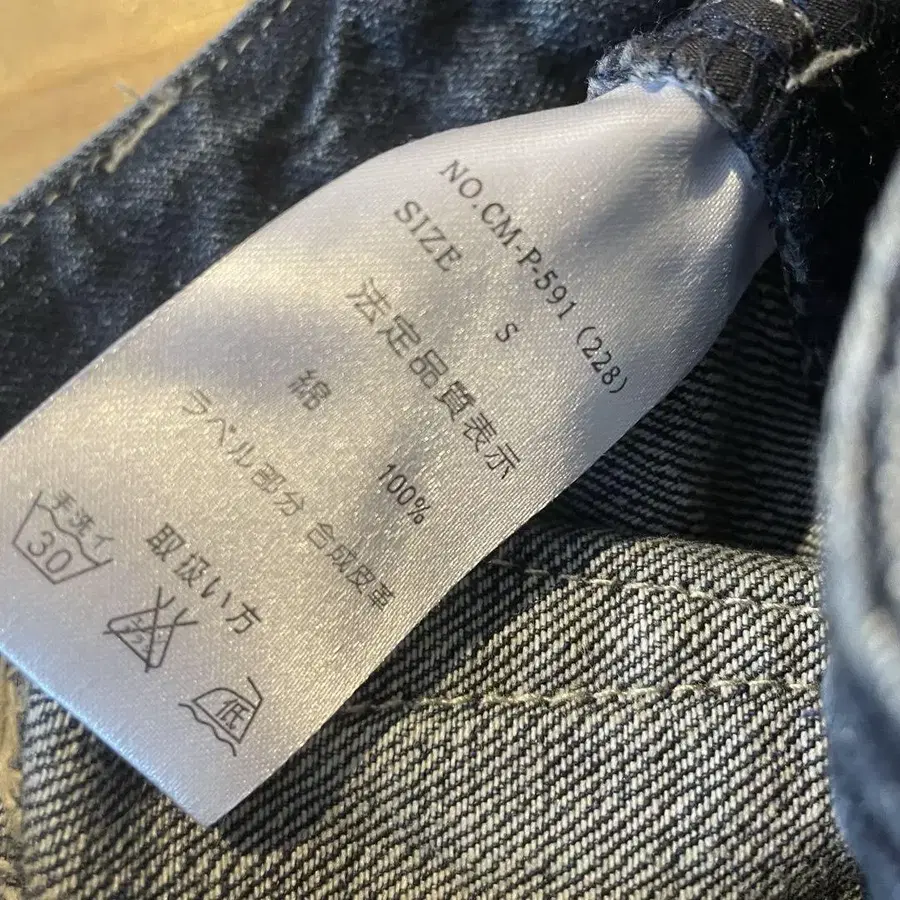 NO.CM-P-591(228)
SIZE S
法定品質表示
綿 100%
ラベル部分 合成皮革
取扱い方
手洗イ
30
低